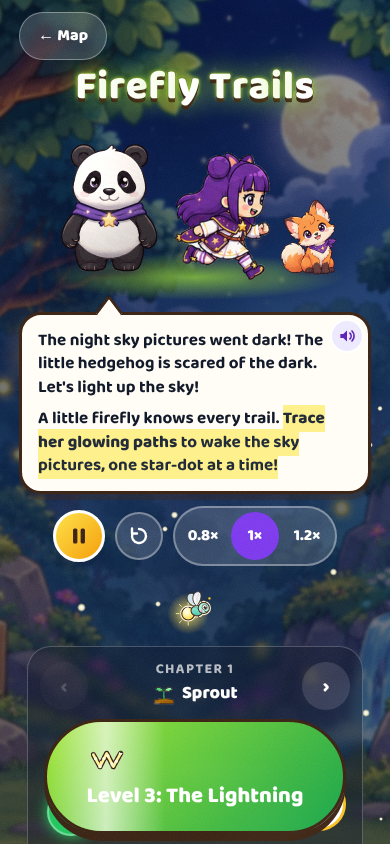 ← Map
Firefly Trails
The night sky pictures went dark! The
little hedgehog is scared of the dark.
Let's light up the sky!
A little firefly knows every trail. Trace
her glowing paths to wake the sky
pictures, one star-dot at a time!
0.8× 1× 1.2×
CHAPTER 1
Sprout
Level 3: The Lightning